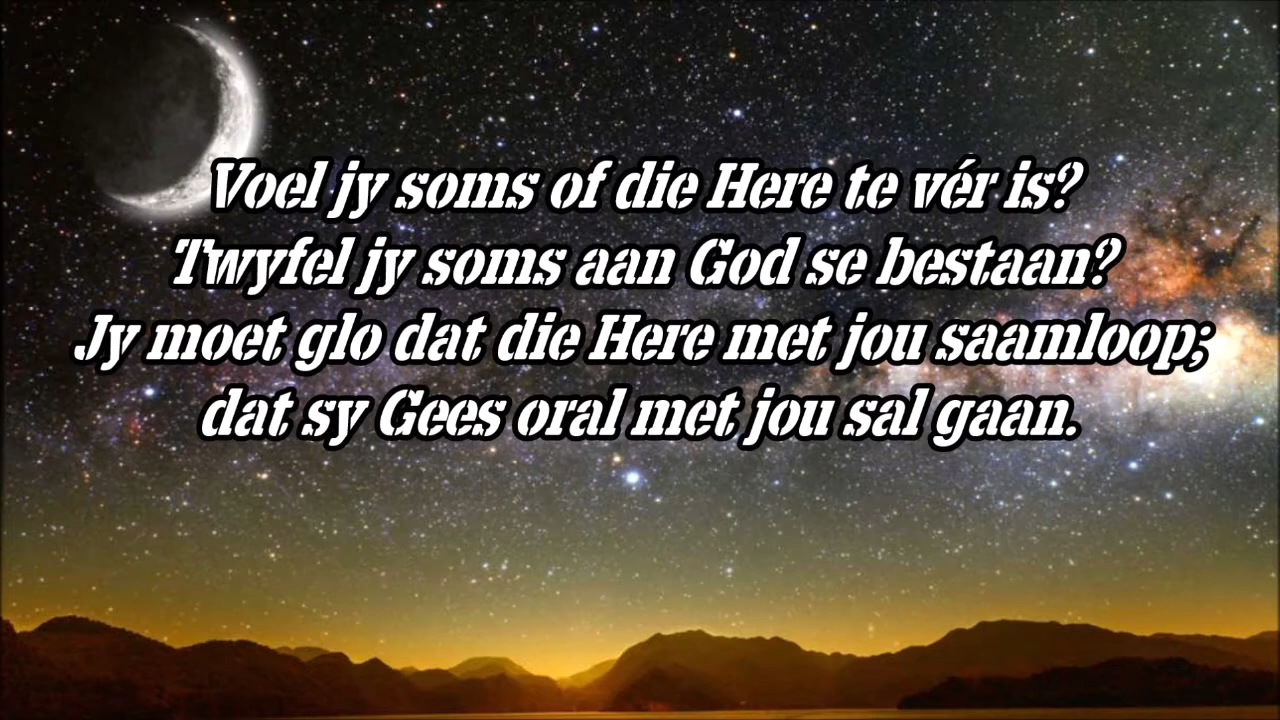 Voel jy soms of die Here te vér is?
Twyfel jy soms aan God se bestaan?
Jy moet glo dat die Here met jou saamloop;
dat sy Gees oral met jou sal gaan.